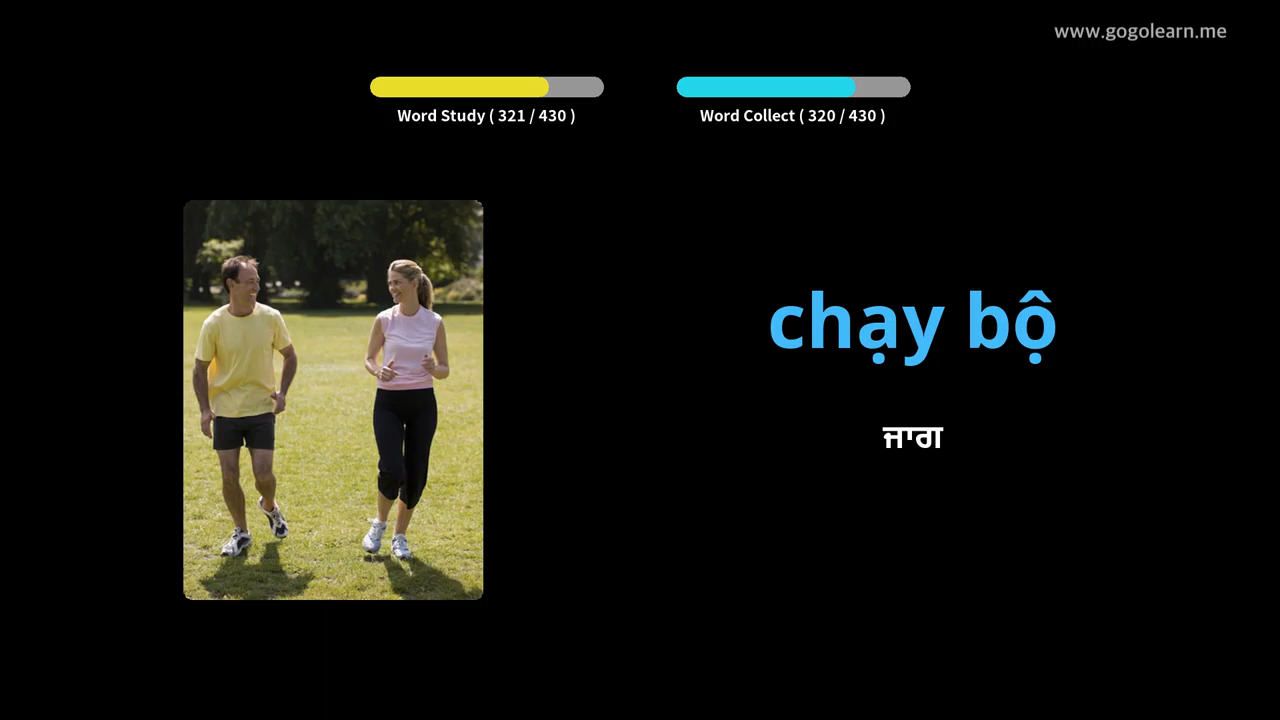 www.gogolearn.me
Word Study ( 321 / 430 )
Word Collect ( 320 / 430 )
chạy bộ
ਜਾਗ